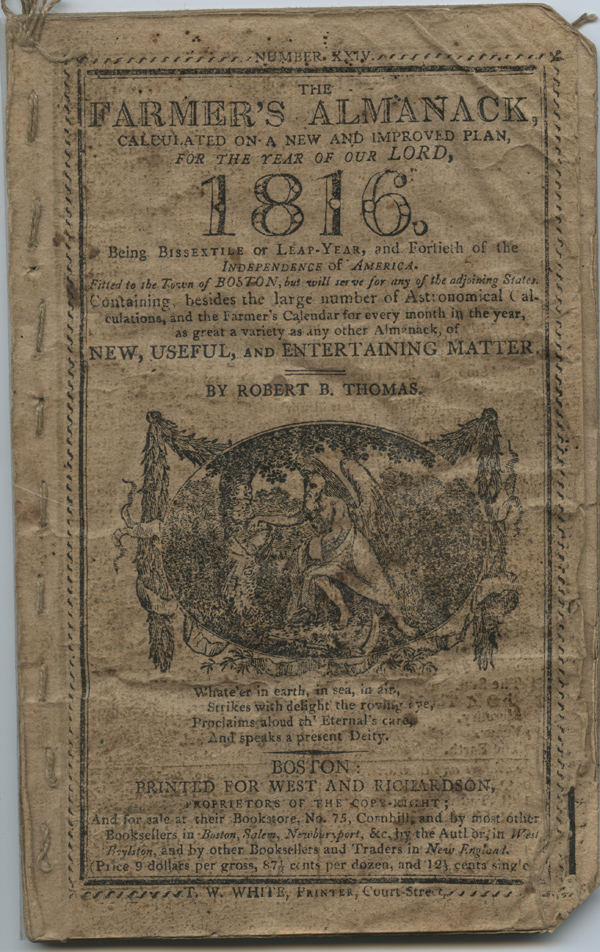 NUMBER XXIV.
THE
FARMER'S ALMANACK,
CALCULATED ON A NEW AND IMPROVED PLAN,
FOR THE YEAR OF OUR LORD,
1816.
Being BISSEXTILE or LEAP-YEAR, and Fortieth of the
INDEPENDENCE of AMERICA.
Fitted to the Town of BOSTON, but will serve for any of the adjoining States.
Containing, besides the large number of Astronomical Cal-
culations, and the Farmer's Calendar for every month in the year,
as great a variety as any other Almanack, of
NEW, USEFUL, AND ENTERTAINING MATTER.
BY ROBERT B. THOMAS.
Whate'er in earth, in sea, in air,
Strikes with delight the roving eye,
Proclaims aloud th' Eternal's care,
And speaks a present Deity.
BOSTON:
PRINTED FOR WEST AND RICHARDSON,
PROPRIETORS OF THE COPY-RIGHT;
And for sale at their Bookstore, No. 75, Cornhill, and by most other
Booksellers in Boston, Salem, Newburyport, &c. by the Author, in West
Boylston, and by other Booksellers and Traders in New England.
(Price 9 dollars per gross, 87½ cents per dozen, and 12½ cents single
T. W. WHITE, PRINTER, Court-Street.